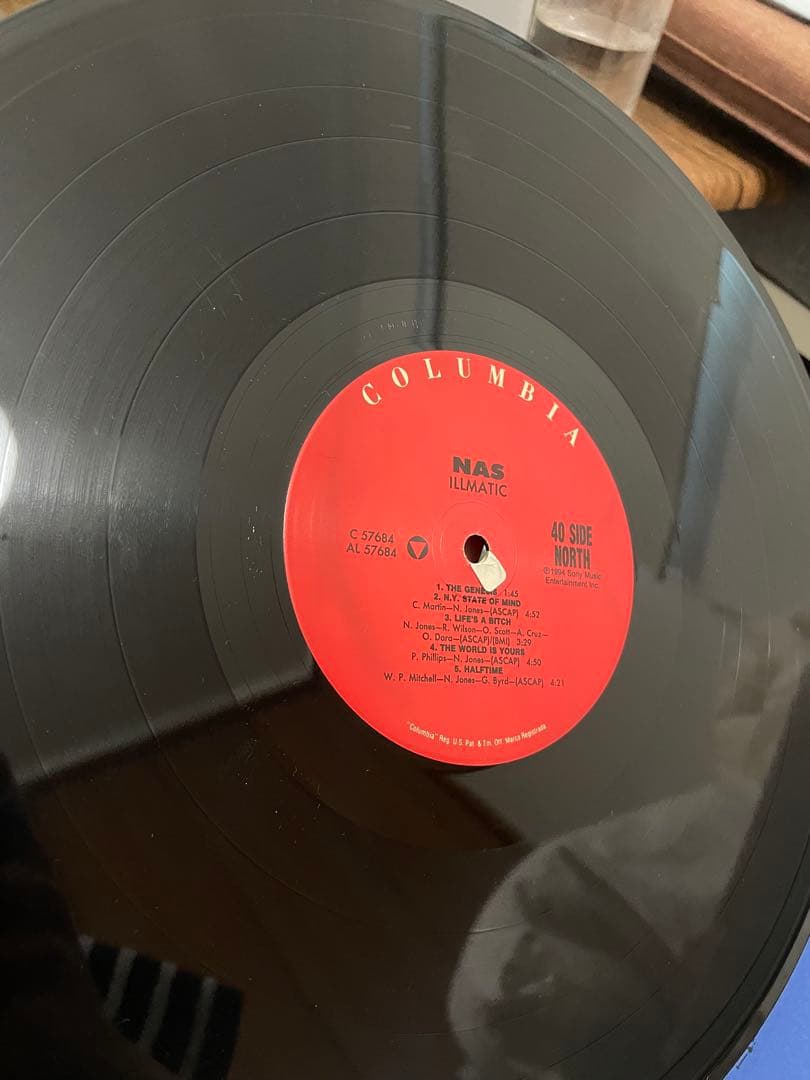 COLUMBIA
NAS
ILLMATIC
C 57684
AL 57684
40 SIDE
NORTH
℗ 1994 Sony Music
Entertainment Inc.
1. THE GENESIS 1:45
2. N.Y. STATE OF MIND
C. Martin—N. Jones—(ASCAP) 4:52
3. LIFE'S A BITCH
N. Jones—R. Wilson—O. Scott—A. Cruz—
O. Dara—(ASCAP)/(BMI) 3:29
4. THE WORLD IS YOURS
P. Phillips—N. Jones—(ASCAP) 4:50
5. HALFTIME
W. P. Mitchell—N. Jones—G. Byrd—(ASCAP) 4:21
"Columbia" Reg. U.S. Pat. & Tm. Off. Marca Registrada.